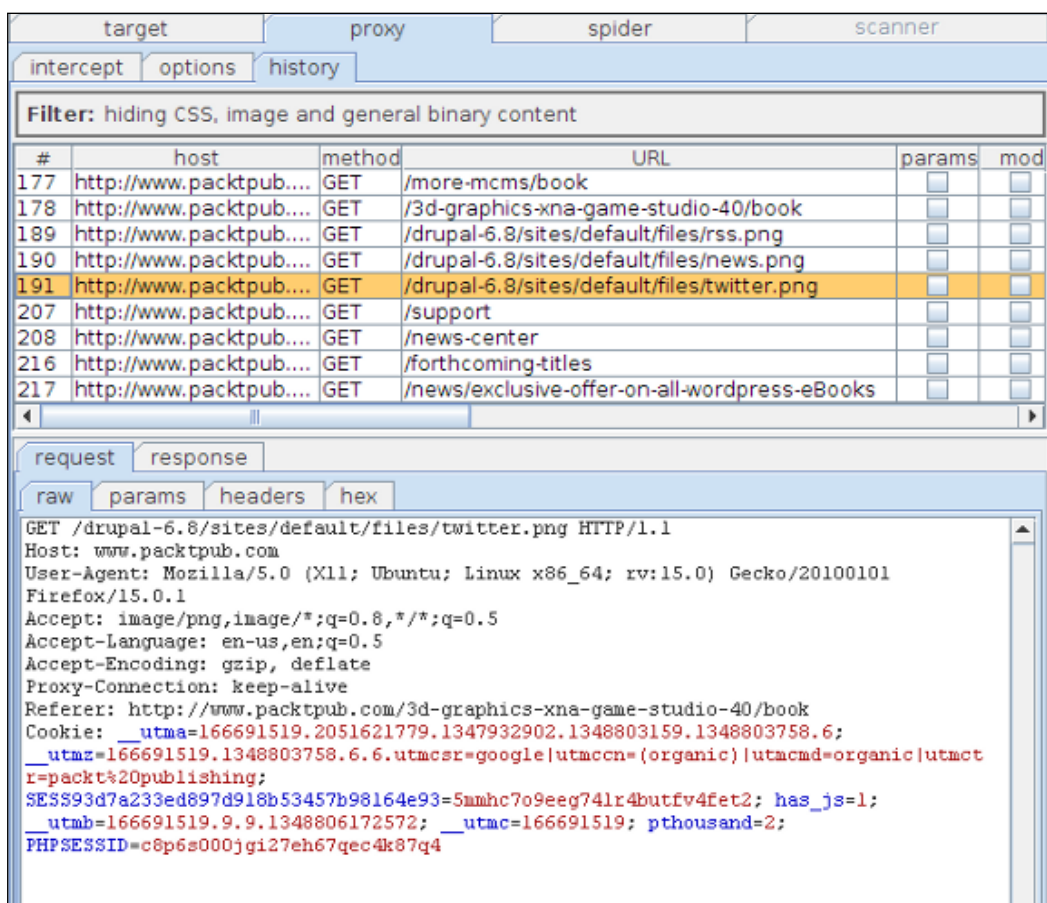 target proxy spider scanner
intercept options history
Filter: hiding CSS, image and general binary content
# host method URL params mod
177 http://www.packtpub.... GET /more-mcms/book
178 http://www.packtpub.... GET /3d-graphics-xna-game-studio-40/book
189 http://www.packtpub.... GET /drupal-6.8/sites/default/files/rss.png
190 http://www.packtpub.... GET /drupal-6.8/sites/default/files/news.png
191 http://www.packtpub.... GET /drupal-6.8/sites/default/files/twitter.png
207 http://www.packtpub.... GET /support
208 http://www.packtpub.... GET /news-center
216 http://www.packtpub.... GET /forthcoming-titles
217 http://www.packtpub.... GET /news/exclusive-offer-on-all-wordpress-eBooks
request response
raw params headers hex
GET /drupal-6.8/sites/default/files/twitter.png HTTP/1.1
Host: www.packtpub.com
User-Agent: Mozilla/5.0 (X11; Ubuntu; Linux x86_64; rv:15.0) Gecko/20100101
Firefox/15.0.1
Accept: image/png,image/*;q=0.8,*/*;q=0.5
Accept-Language: en-us,en;q=0.5
Accept-Encoding: gzip, deflate
Proxy-Connection: keep-alive
Referer: http://www.packtpub.com/3d-graphics-xna-game-studio-40/book
Cookie: __utma=166691519.2051621779.1347932902.1348803159.1348803758.6;
__utmz=166691519.1348803758.6.6.utmcsr=google|utmccn=(organic)|utmcmd=organic|utmct
r=packt%20publishing;
SESS93d7a233ed897d918b53457b98164e93=5mmhc7o9eeg74lr4butfv4fet2; has_js=1;
__utmb=166691519.9.9.1348806172572; __utmc=166691519; pthousand=2;
PHPSESSID=c8p6s000jgi27eh67qec4k87q4